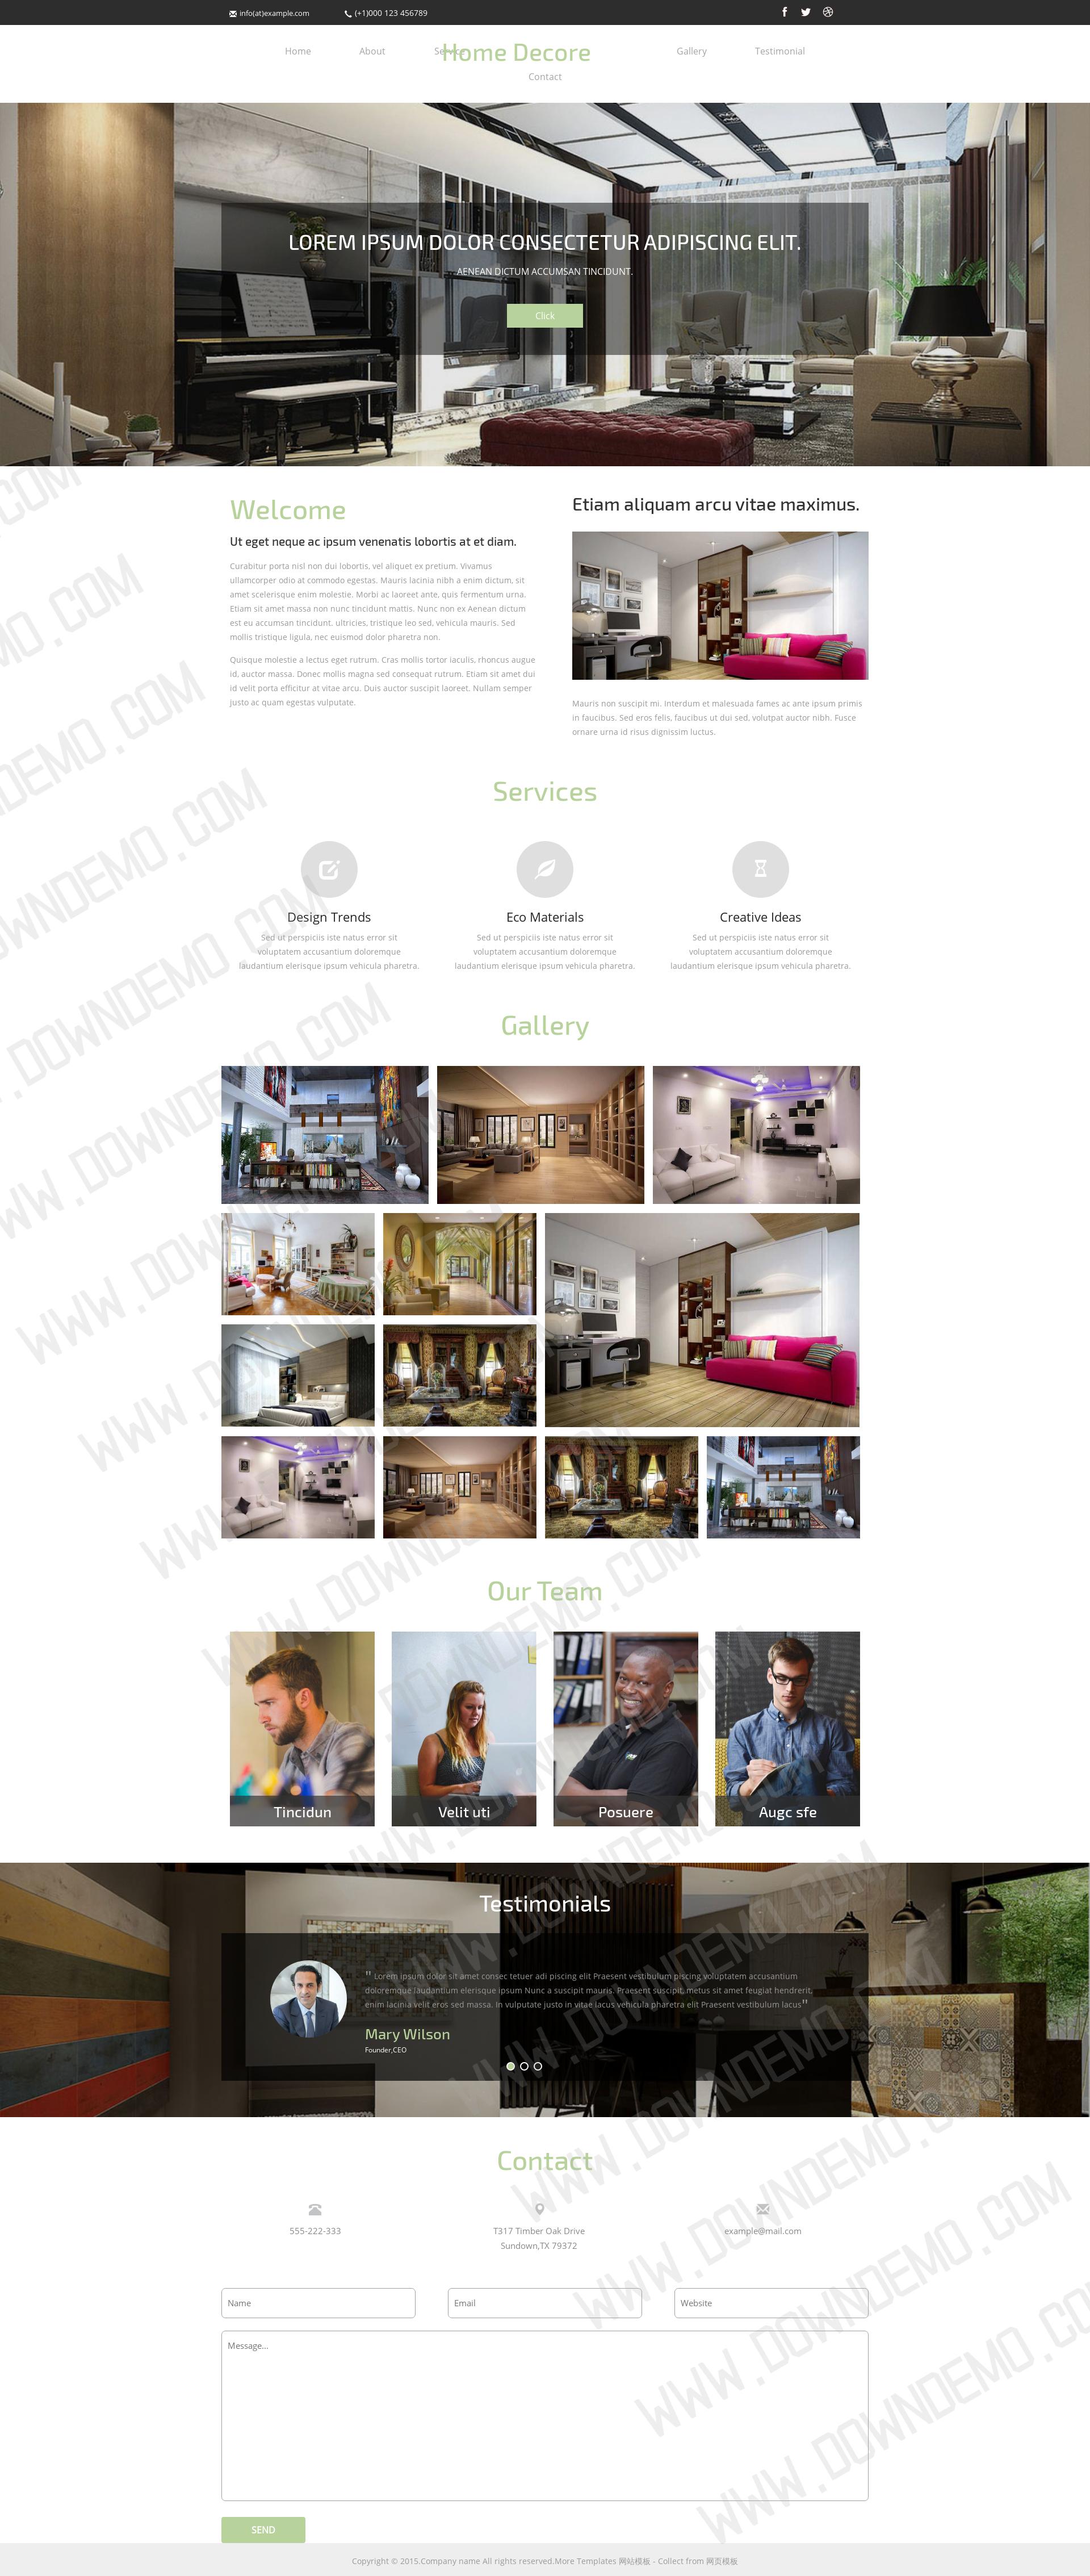 info(at)example.com
(+1)000 123 456789
Home
About
Home Decore
Gallery
Testimonial
Contact
LOREM IPSUM DOLOR CONSECTETUR ADIPISCING ELIT.
AENEAN DICTUM ACCUMSAN TINCIDUNT.
Click
Welcome
Ut eget neque ac ipsum venenatis lobortis at et diam.
Curabitur porta nisl non dui lobortis, vel aliquet ex pretium. Vivamus
ullamcorper odio at commodo egestas. Mauris lacinia nibh a enim dictum, sit
amet scelerisque enim molestie. Morbi ac laoreet ante, quis fermentum urna.
Etiam sit amet massa non nunc tincidunt mattis. Nunc non ex Aenean dictum
est eu accumsan tincidunt, ultricies, tristique leo sed, vehicula mauris. Sed
mollis tristique ligula, nec euismod dolor pharetra non.
Quisque molestie a lectus eget rutrum. Cras mollis tortor iaculis, rhoncus augue
id, auctor massa. Donec mollis magna sed consequat rutrum. Etiam sit amet dui
id velit porta efficitur at vitae arcu. Duis auctor suscipit laoreet. Nullam semper
justo ac quam egestas vulputate.
Etiam aliquam arcu vitae maximus.
Mauris non suscipit mi. Interdum et malesuada fames ac ante ipsum primis
in faucibus. Sed eros felis, faucibus ut dui sed, volutpat auctor nibh. Fusce
ornare urna id risus dignissim luctus.
Services
Design Trends
Sed ut perspiciis iste natus error sit
voluptatem accusantium doloremque
laudantium elerisque ipsum vehicula pharetra.
Eco Materials
Sed ut perspiciis iste natus error sit
voluptatem accusantium doloremque
laudantium elerisque ipsum vehicula pharetra.
Creative Ideas
Sed ut perspiciis iste natus error sit
voluptatem accusantium doloremque
laudantium elerisque ipsum vehicula pharetra.
Gallery
Our Team
Tincidun
Velit uti
Posuere
Augc sfe
Testimonials
" Lorem ipsum dolor sit amet consec tetuer adi piscing elit Praesent vestibulum piscing voluptatem accusantium
doloremque laudantium elerisque ipsum Nunc a suscipit mauris. Praesent suscipit, metus sit amet feugiat hendrerit,
enim lacinia velit eros sed massa. In vulputate justo in vitae lacus vehicula pharetra elit Praesent vestibulum lacus"
Mary Wilson
Founder,CEO
Contact
555-222-333
T317 Timber Oak Drive
Sundown,TX 79372
example@mail.com
Name
Email
Website
Message...
SEND
Copyright © 2015.Company name All rights reserved.More Templates 网站模板 - Collect from 网页模板
WWW.DOWNDEMO.COM